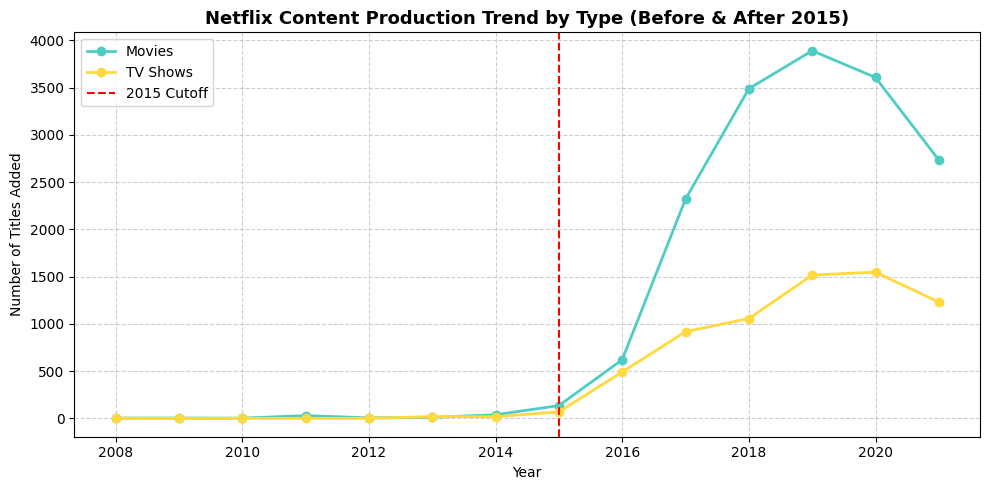 Netflix Content Production Trend by Type (Before & After 2015)
Movies
TV Shows
2015 Cutoff
Number of Titles Added
4000
3500
3000
2500
2000
1500
1000
500
0
2008 2010 2012 2014 2016 2018 2020
Year